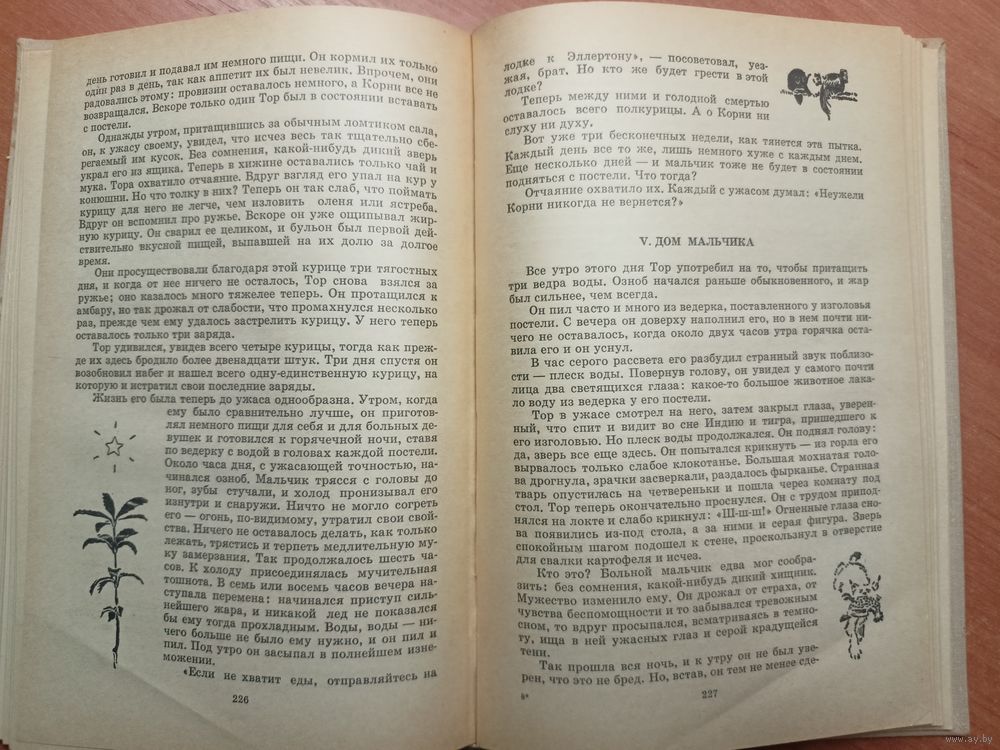 день готовил и подавал им немного пищи. Он кормил их только
один раз в день, так как аппетит их был невелик. Впрочем, они
радовались этому: провизии оставалось немного, а Корни все не
возвращался. Вскоре только один Тор был в состоянии вставать
с постели.
Однажды утром, притащившись за обычным ломтиком сала,
он, к ужасу своему, увидел, что исчез весь так тщательно сбе-
регаемый им кусок. Без сомнения, какой-нибудь дикий зверь
украл его из ящика. Теперь в хижине оставались только чай и
мука. Тора охватило отчаяние. Вдруг взгляд его упал на кур у
конюшни. Но что толку в них? Теперь он так слаб, что поймать
курицу для него не легче, чем изловить оленя или ястреба.
Вдруг он вспомнил про ружье. Вскоре он уже ощипывал жир-
ную курицу. Он сварил ее целиком, и бульон был первой дей-
ствительно вкусной пищей, выпавшей на их долю за долгое
время.
Они просуществовали благодаря этой курице три тягостных
дня, и когда от нее ничего не осталось, Тор снова взялся за
ружье; оно казалось много тяжелее теперь. Он протащился к
амбару, но так дрожал от слабости, что промахнулся несколько
раз, прежде чем ему удалось застрелить курицу. У него теперь
оставалось только три заряда.
Тор удивился, увидев всего четыре курицы, тогда как преж-
де их здесь бродило более двенадцати штук. Три дня спустя он
возобновил набег и нашел всего одну-единственную курицу, на
которую и истратил свои последние заряды.
Жизнь его была теперь до ужаса однообразна. Утром, когда
ему было сравнительно лучше, он приготов-
лял немного пищи для себя и для больных де-
вушек и готовился к горячечной ночи, ставя
по ведерку с водой в головах каждой постели.
Около часа дня, с ужасающей точностью, на-
чинался озноб. Мальчик трясся с головы до
ног, зубы стучали, и холод пронизывал его
изнутри и снаружи. Ничто не могло согреть
его — огонь, по-видимому, утратил свои свой-
ства. Ничего не оставалось делать, как только
лежать, трястись и терпеть медлительную му-
ку замерзания. Так продолжалось шесть ча-
сов. К холоду присоединялась мучительная
тошнота. В семь или восемь часов вечера на-
ступала перемена: начинался приступ силь-
нейшего жара, и никакой лед не показался
бы ему тогда прохладным. Воды, воды — ни-
чего больше не было ему нужно, и он пил и
пил. Под утро он засыпал в полнейшем изне-
можении.
«Если не хватит еды, отправляйтесь на
226
лодке к Эллертону», — посоветовал, уез-
жая, брат. Но кто же будет грести в этой
лодке?
Теперь между ними и голодной смертью
оставалось всего полкурицы. А о Корни ни
слуху ни духу.
Вот уже три бесконечных недели, как тянется эта пытка.
Каждый день все то же, лишь немного хуже с каждым днем.
Еще несколько дней — и мальчик тоже не будет в состоянии
подняться с постели. Что тогда?
Отчаяние охватило их. Каждый с ужасом думал: «Неужели
Корни никогда не вернется?»
V. ДОМ МАЛЬЧИКА
Все утро этого дня Тор употребил на то, чтобы притащить
три ведра воды. Озноб начался раньше обыкновенного, и жар
был сильнее, чем всегда.
Он пил часто и много из ведерка, поставленного у изголовья
постели. С вечера он доверху наполнил его, но в нем почти ни-
чего не оставалось, когда около двух часов утра горячка оста-
вила его и он уснул.
В час серого рассвета его разбудил странный звук поблизо-
сти — плеск воды. Повернув голову, он увидел у самого почти
лица два светящихся глаза: какое-то большое животное лака-
ло воду из ведерка у его постели.
Тор в ужасе смотрел на него, затем закрыл глаза, уверен-
ный, что спит и видит во сне Индию и тигра, пришедшего к
его изголовью. Но плеск воды продолжался. Он поднял голову:
да, зверь все еще здесь. Он попытался крикнуть — из горла его
вырвалось только слабое клокотанье. Большая мохнатая голо-
ва дрогнула, зрачки засверкали, раздалось фырканье. Странная
тварь опустилась на четвереньки и пошла через комнату под
стол. Тор теперь окончательно проснулся. Он с трудом припод-
нялся на локте и слабо крикнул: «Ш-ш-ш!» Огненные глаза сно-
ва появились из-под стола, а за ними и серая фигура. Зверь
спокойным шагом подошел к стене, проскользнул в отверстие
для свалки картофеля и исчез.
Кто это? Больной мальчик едва мог сообра-
зить: без сомнения, какой-нибудь дикий хищник.
Мужество изменило ему. Он дрожал от страха, от
чувства беспомощности и то забывался тревожным
сном, то вдруг просыпался, всматриваясь в темно-
ту, ища в ней ужасных глаз и серой крадущейся
тени.
Так прошла вся ночь, и к утру он не был уве-
рен, что это не бред. Но, встав, он тем не менее сде-
227
www.ay.by